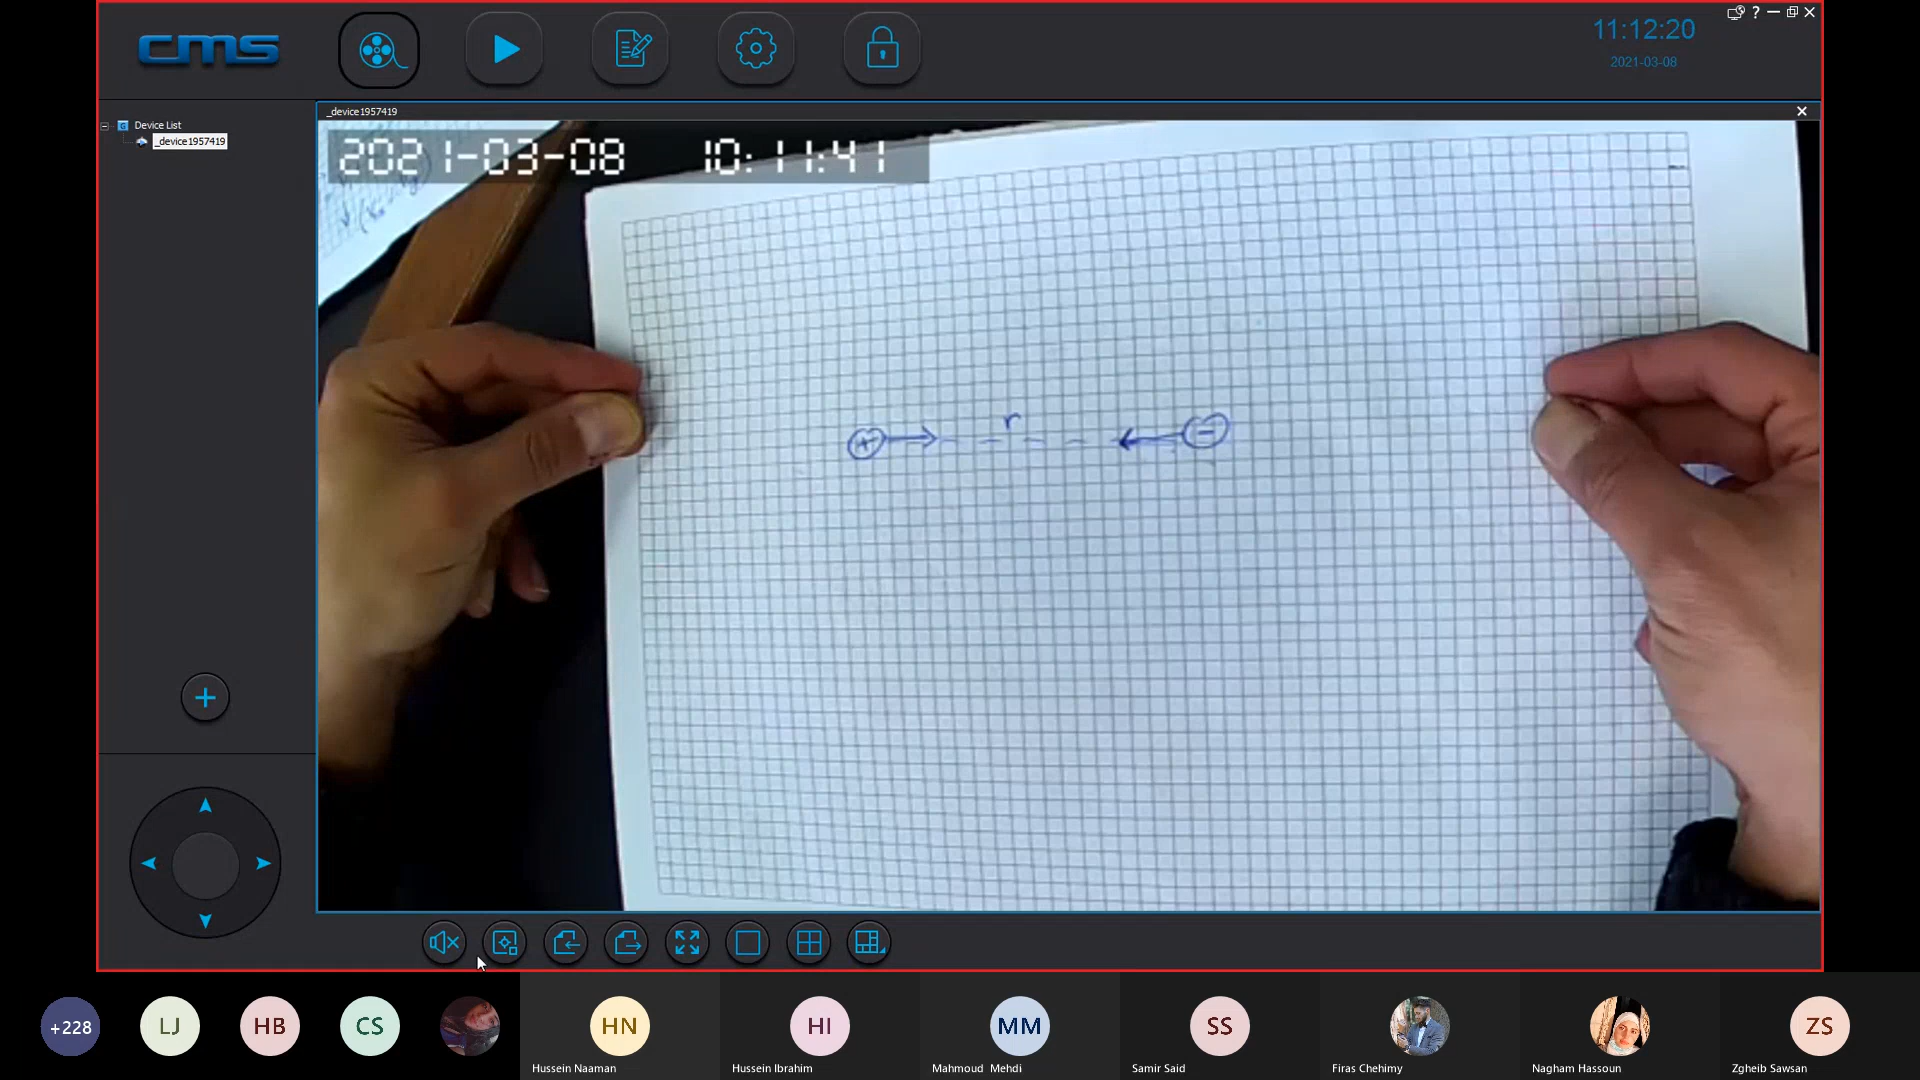 cms
11:12:20
2021-03-08
?
Device List
_device1957419
_device1957419
2021-03-08 10:11:41
+ r -
+228
LJ
HB
CS
HN
HI
MM
SS
ZS
Hussein Naaman
Hussein Ibrahim
Mahmoud Mehdi
Samir Said
Firas Chehimy
Nagham Hassoun
Zgheib Sawsan